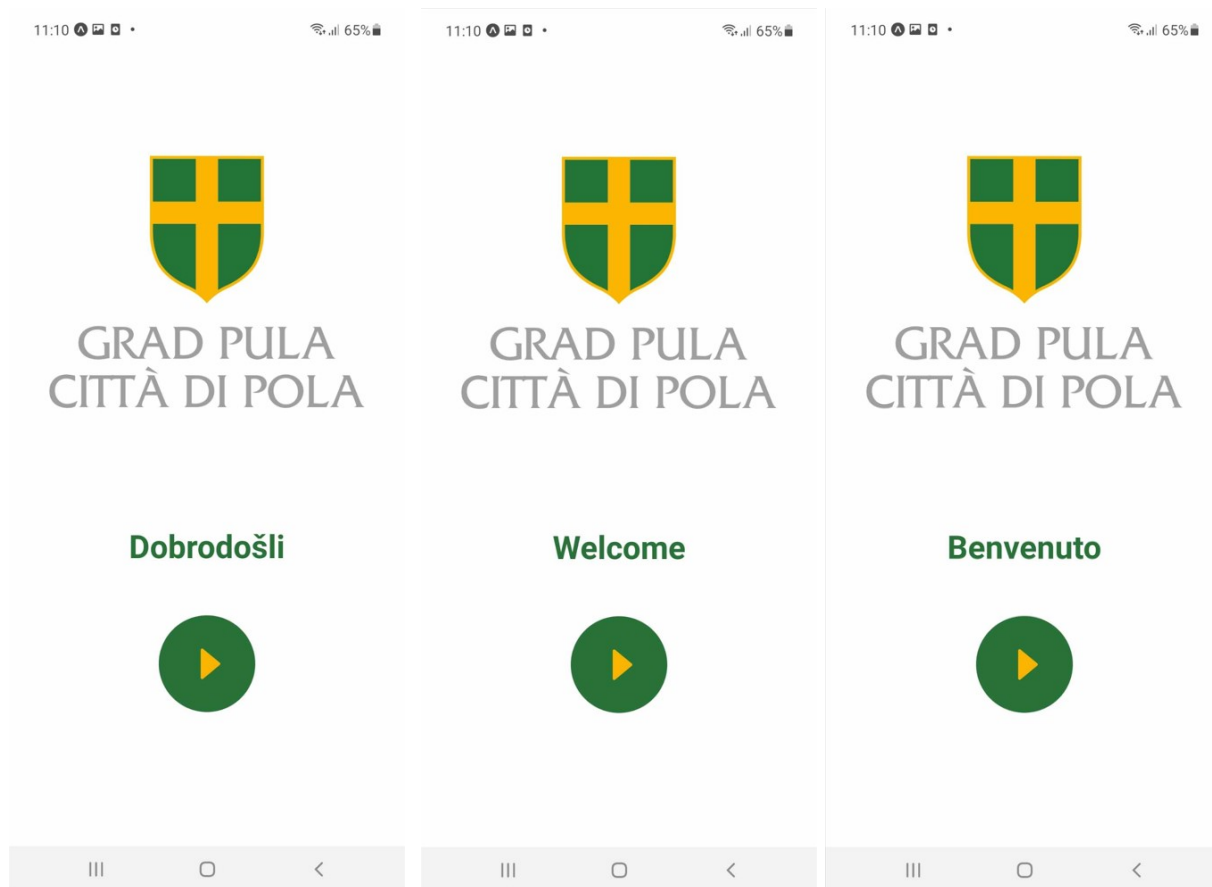 11:10
65%
GRAD PULA
CITTÀ DI POLA
Dobrodošli
11:10
65%
GRAD PULA
CITTÀ DI POLA
Welcome
11:10
65%
GRAD PULA
CITTÀ DI POLA
Benvenuto